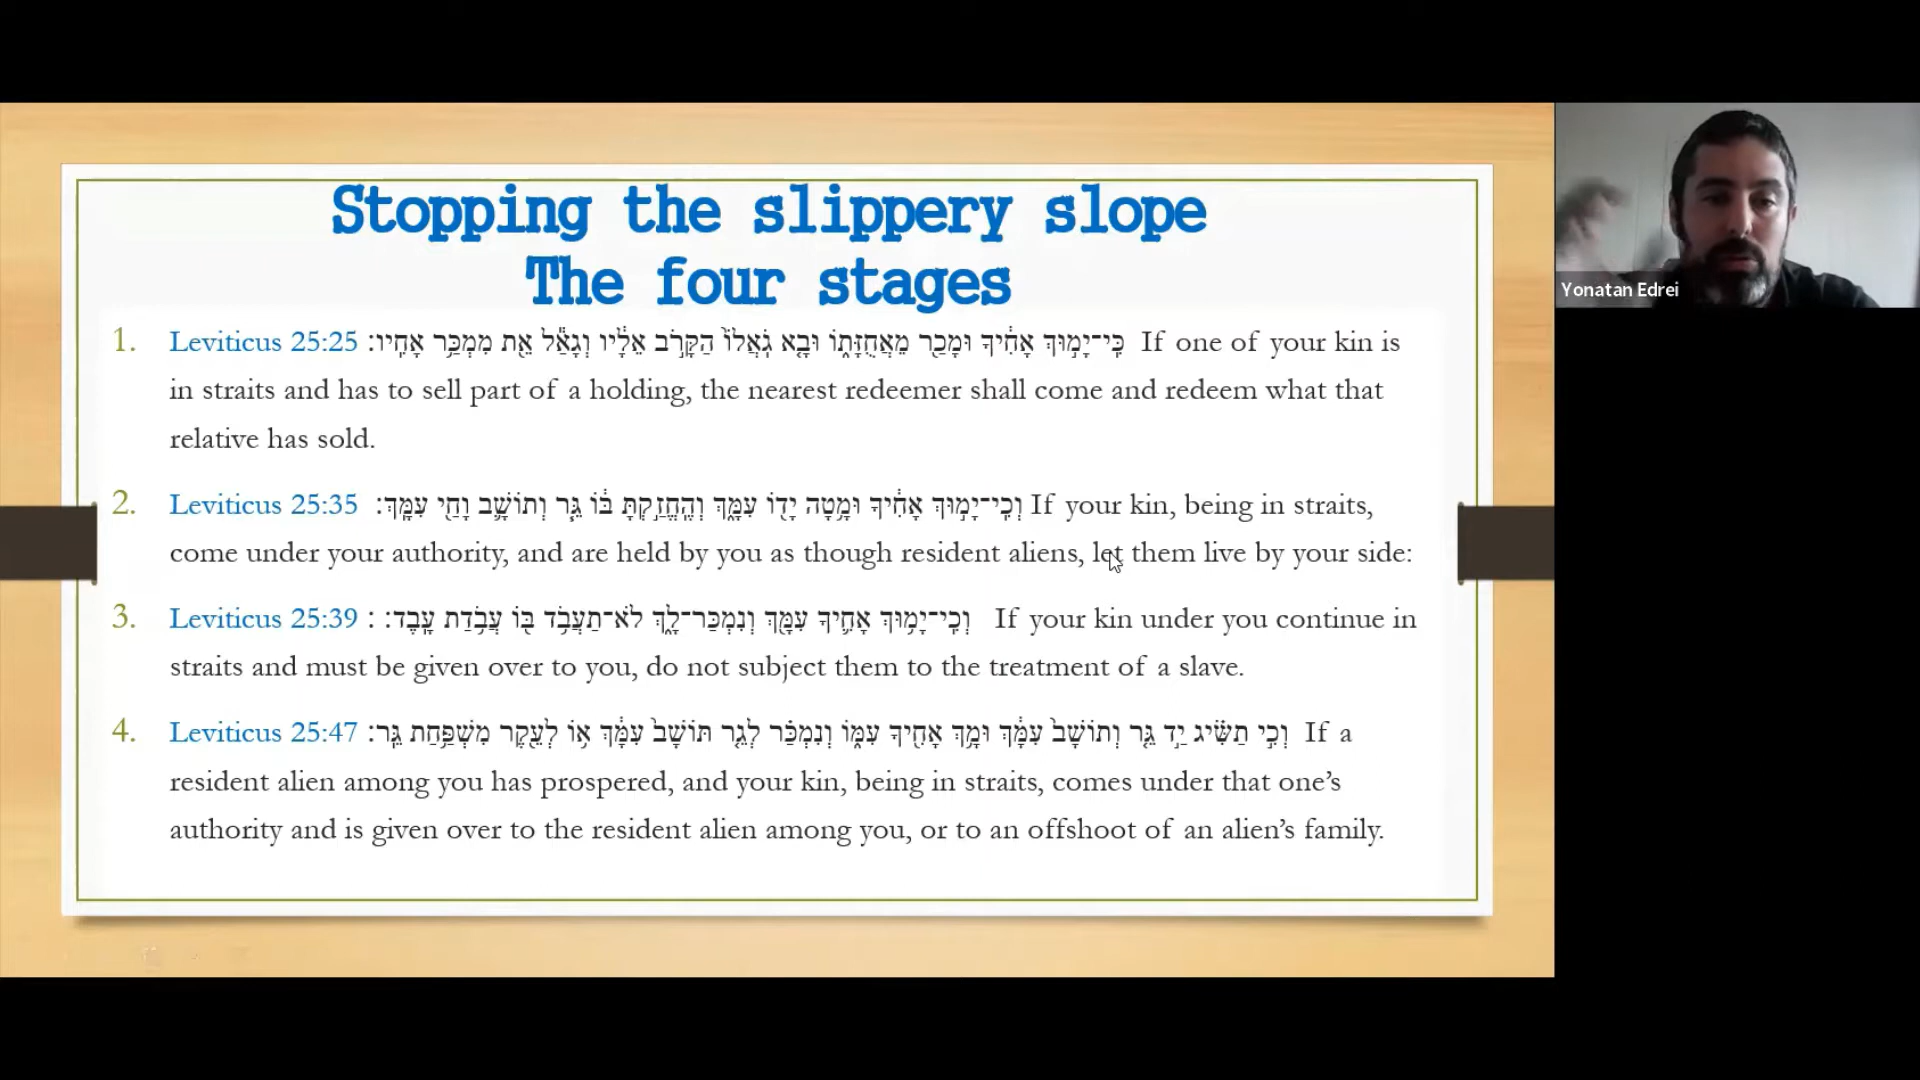 Stopping the slippery slope
The four stages
1. Leviticus 25:25 כִּֽי־יָמ֣וּךְ אָחִ֔יךָ וּמָכַ֖ר מֵאֲחֻזָּת֑וֹ וּבָ֤א גֹֽאֲלוֹ֙ הַקָּרֹ֣ב אֵלָ֔יו וְגָאַ֕ל אֵ֖ת מִמְכַּ֥ר אָחִֽיו׃ If one of your kin is
in straits and has to sell part of a holding, the nearest redeemer shall come and redeem what that
relative has sold.
2. Leviticus 25:35 וְכִֽי־יָמ֣וּךְ אָחִ֔יךָ וּמָ֥טָה יָד֖וֹ עִמָּ֑ךְ וְהֶֽחֱזַ֣קְתָּ בּ֔וֹ גֵּ֧ר וְתוֹשָׁ֛ב וָחַ֖י עִמָּֽךְ׃ If your kin, being in straits,
come under your authority, and are held by you as though resident aliens, let them live by your side:
3. Leviticus 25:39 : וְכִֽי־יָמ֥וּךְ אָחִ֛יךָ עִמָּ֖ךְ וְנִמְכַּר־לָ֑ךְ לֹא־תַעֲבֹ֥ד בּ֖וֹ עֲבֹ֥דַת עָֽבֶד׃ If your kin under you continue in
straits and must be given over to you, do not subject them to the treatment of a slave.
4. Leviticus 25:47 וְכִ֣י תַשִּׂ֗יג יַ֣ד גֵּ֤ר וְתוֹשָׁב֙ עִמָּ֔ךְ וּמָ֥ךְ אָחִ֖יךָ עִמּ֑וֹ וְנִמְכַּ֗ר לְגֵ֤ר תּוֹשָׁב֙ עִמָּ֔ךְ א֥וֹ לְעֵ֖קֶר מִשְׁפַּ֥חַת גֵּֽר׃ If a
resident alien among you has prospered, and your kin, being in straits, comes under that one’s
authority and is given over to the resident alien among you, or to an offshoot of an alien’s family.
Yonatan Edrei